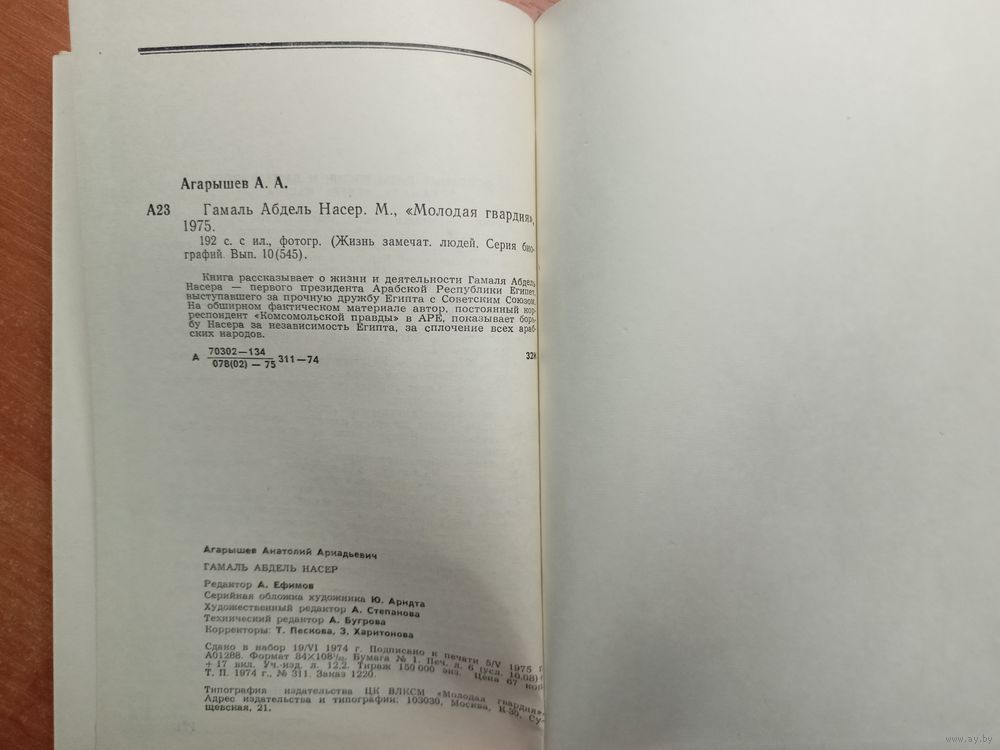 Агарышев А. А.
А23 Гамаль Абдель Насер. М., «Молодая гвардия»,
1975.
192 с. с ил., фотогр. (Жизнь замечат. людей. Серия био-
графий. Вып. 10(545).
Книга рассказывает о жизни и деятельности Гамаля Абдель
Насера — первого президента Арабской Республики Египет,
выступавшего за прочную дружбу Египта с Советским Союзом.
На обширном фактическом материале автор, постоянный кор-
респондент «Комсомольской правды» в АРЕ, показывает борь-
бу Насера за независимость Египта, за сплочение всех араб-
ских народов.
А 70302—134
078(02)—75 311—74
Агарышев Анатолий Ариадьевич
ГАМАЛЬ АБДЕЛЬ НАСЕР
Редактор А. Ефимов
Серийная обложка художника Ю. Арндта
Художественный редактор А. Степанова
Технический редактор А. Бугрова
Корректоры: Т. Пескова, З. Харитонова
Сдано в набор 19/VI 1974 г. Подписано к печати 5/V 1975 г.
А01288. Формат 84×108¹/₃₂. Бумага № 1. Печ. л. 6 (усл. 10,08)
+ 17 вкл. Уч.-изд. л. 12,2. Тираж 150 000 экз. Цена 67 коп.
Т. П. 1974 г., № 311. Заказ 1220.
Типография издательства ЦК ВЛКСМ «Молодая гвардия».
Адрес издательства и типографии: 103030, Москва, К-30, Су-
щевская, 21.
www.ay.by